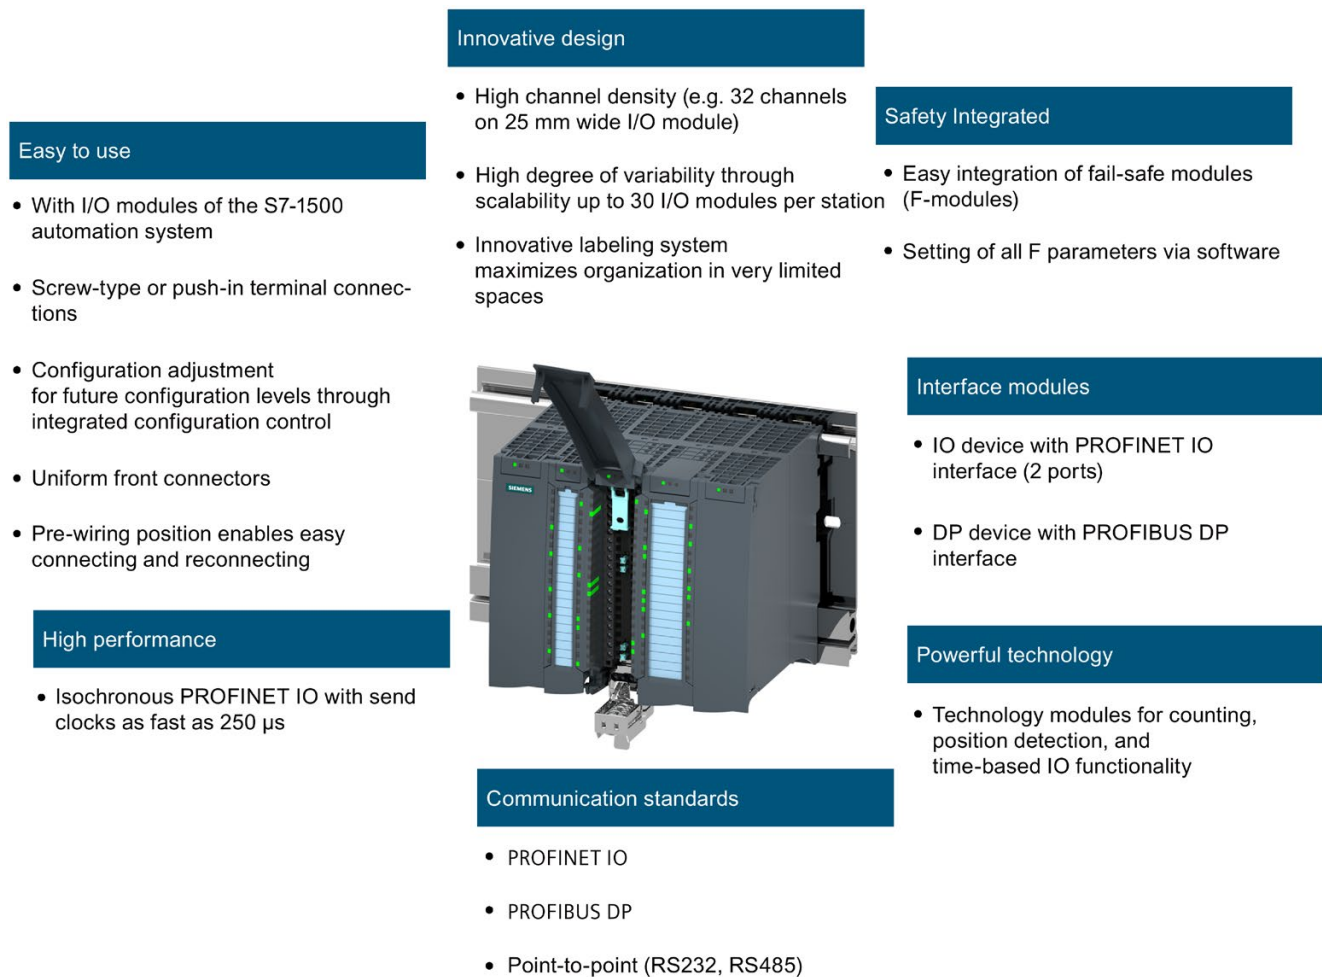 Innovative design
• High channel density (e.g. 32 channels
on 25 mm wide I/O module)
• High degree of variability through
scalability up to 30 I/O modules per station
• Innovative labeling system
maximizes organization in very limited
spaces
Safety Integrated
• Easy integration of fail-safe modules
(F-modules)
• Setting of all F parameters via software
Easy to use
• With I/O modules of the S7-1500
automation system
• Screw-type or push-in terminal connec-
tions
• Configuration adjustment
for future configuration levels through
integrated configuration control
• Uniform front connectors
• Pre-wiring position enables easy
connecting and reconnecting
SIEMENS
Interface modules
• IO device with PROFINET IO
interface (2 ports)
• DP device with PROFIBUS DP
interface
High performance
• Isochronous PROFINET IO with send
clocks as fast as 250 µs
Powerful technology
• Technology modules for counting,
position detection, and
time-based IO functionality
Communication standards
• PROFINET IO
• PROFIBUS DP
• Point-to-point (RS232, RS485)